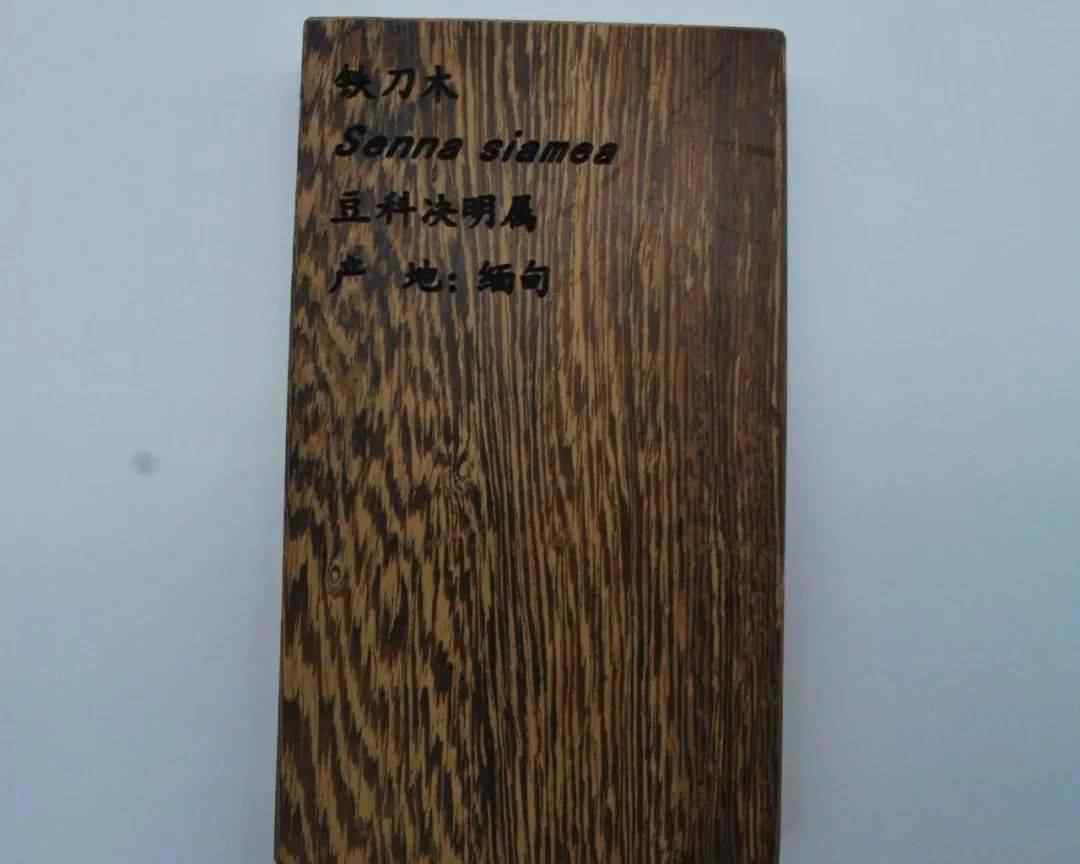 铁刀木
Senna siamea
豆科决明属
产 地：缅甸